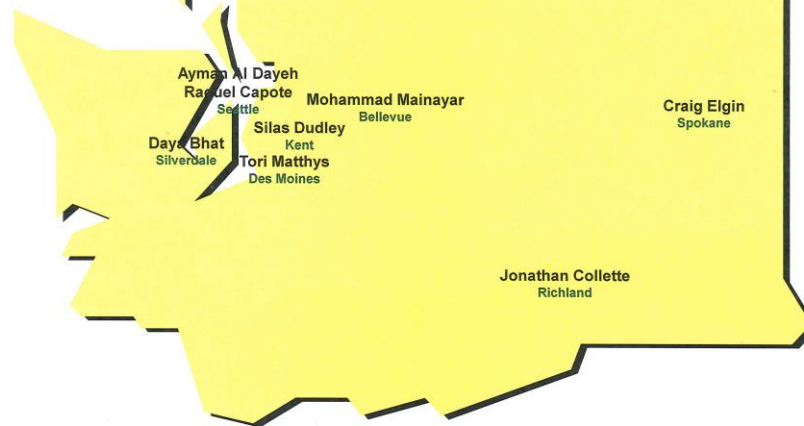 Ayman Al Dayeh
Raquel Capote
Seattle
Mohammad Mainayar
Bellevue
Craig Elgin
Spokane
Silas Dudley
Kent
Daya Bhat
Silverdale
Tori Matthys
Des Moines
Jonathan Collette
Richland